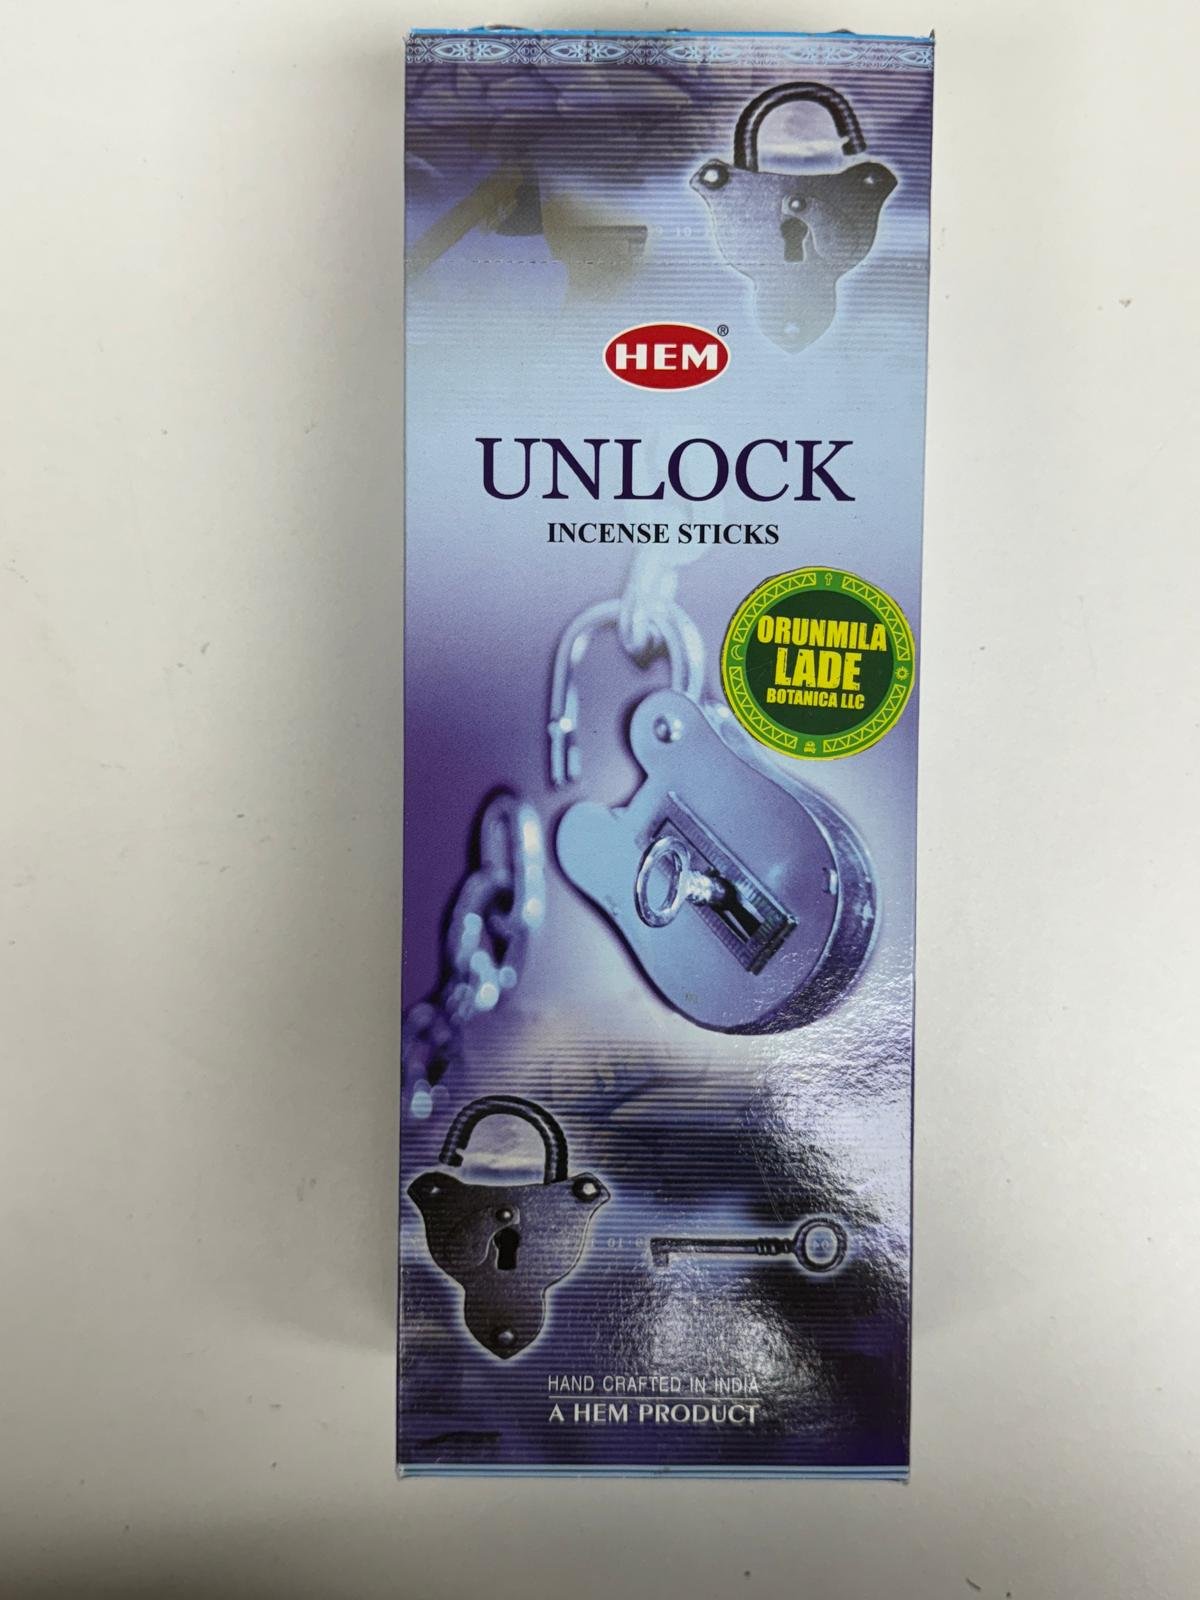 HEM®
UNLOCK
INCENSE STICKS
ORUNMILA
LADE
BOTANICA LLC
HAND CRAFTED IN INDIA
A HEM PRODUCT